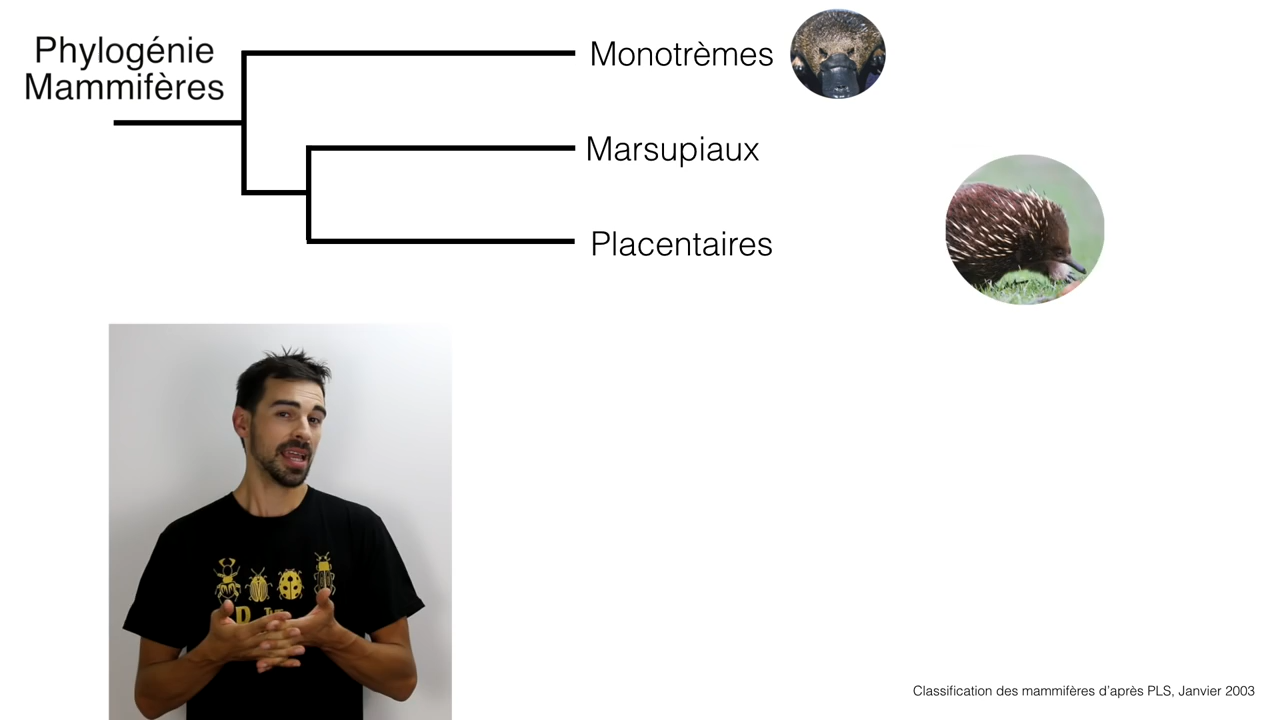 Phylogénie
Mammifères
Monotrèmes
Marsupiaux
Placentaires
Classification des mammifères d'après PLS, Janvier 2003